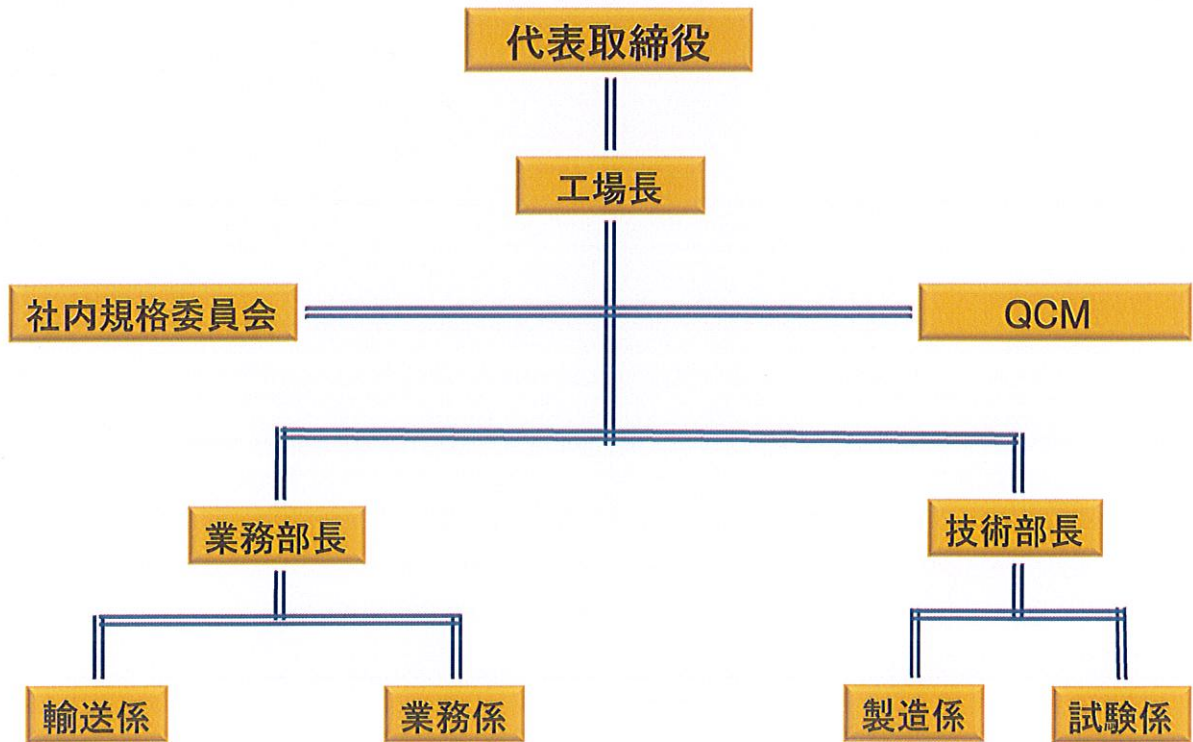 代表取締役
工場長
社内規格委員会
QCM
業務部長
技術部長
輸送係
業務係
製造係
試験係